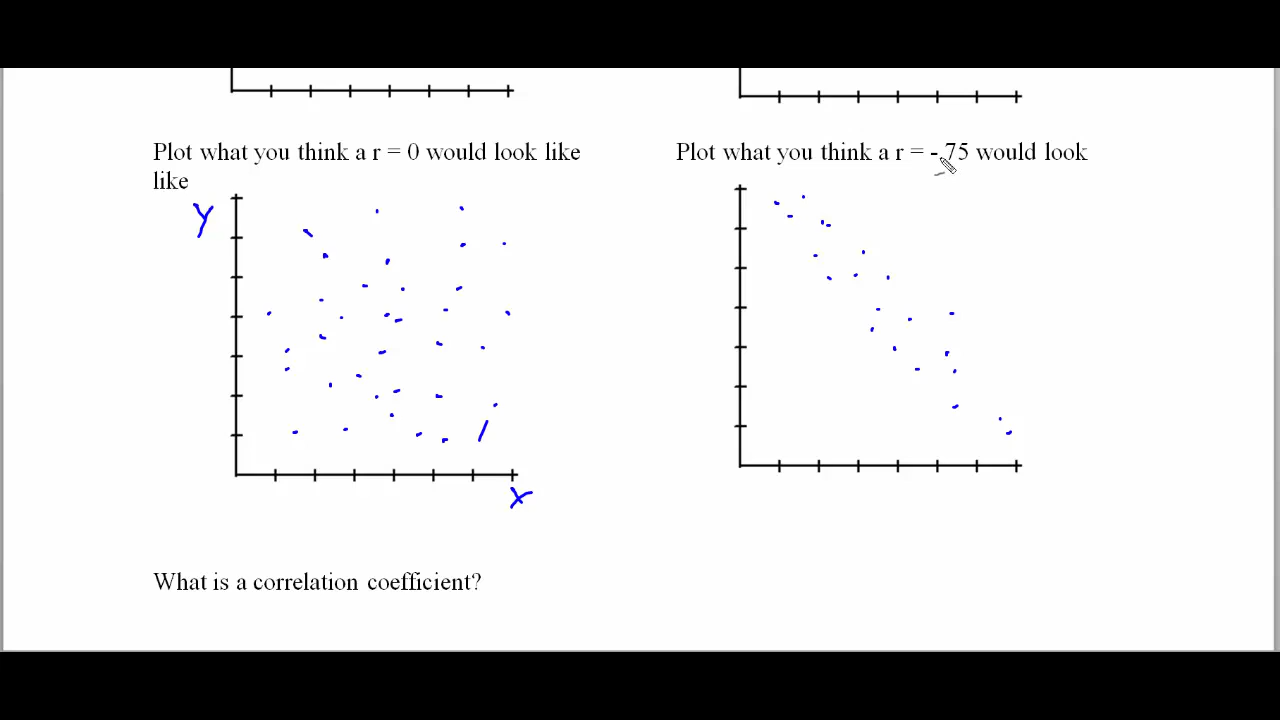 Plot what you think a r = 0 would look like
like
Plot what you think a r = -.75 would look
Y
X
What is a correlation coefficient?